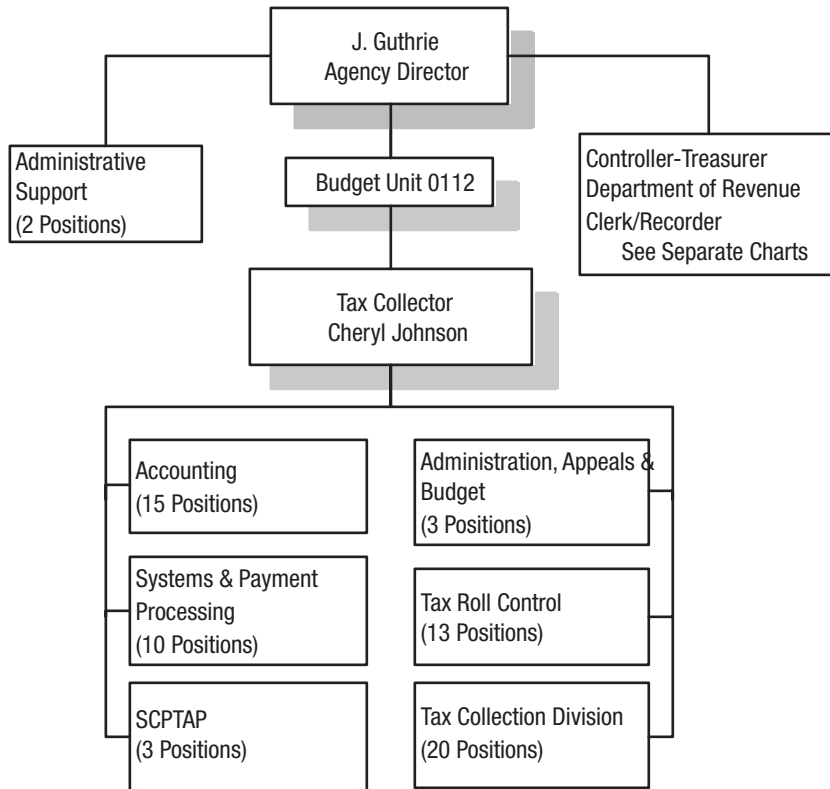 J. Guthrie
Agency Director
Administrative
Support
(2 Positions)
Budget Unit 0112
Controller-Treasurer
Department of Revenue
Clerk/Recorder
See Separate Charts
Tax Collector
Cheryl Johnson
Accounting
(15 Positions)
Administration, Appeals &
Budget
(3 Positions)
Systems & Payment
Processing
(10 Positions)
Tax Roll Control
(13 Positions)
SCPTAP
(3 Positions)
Tax Collection Division
(20 Positions)